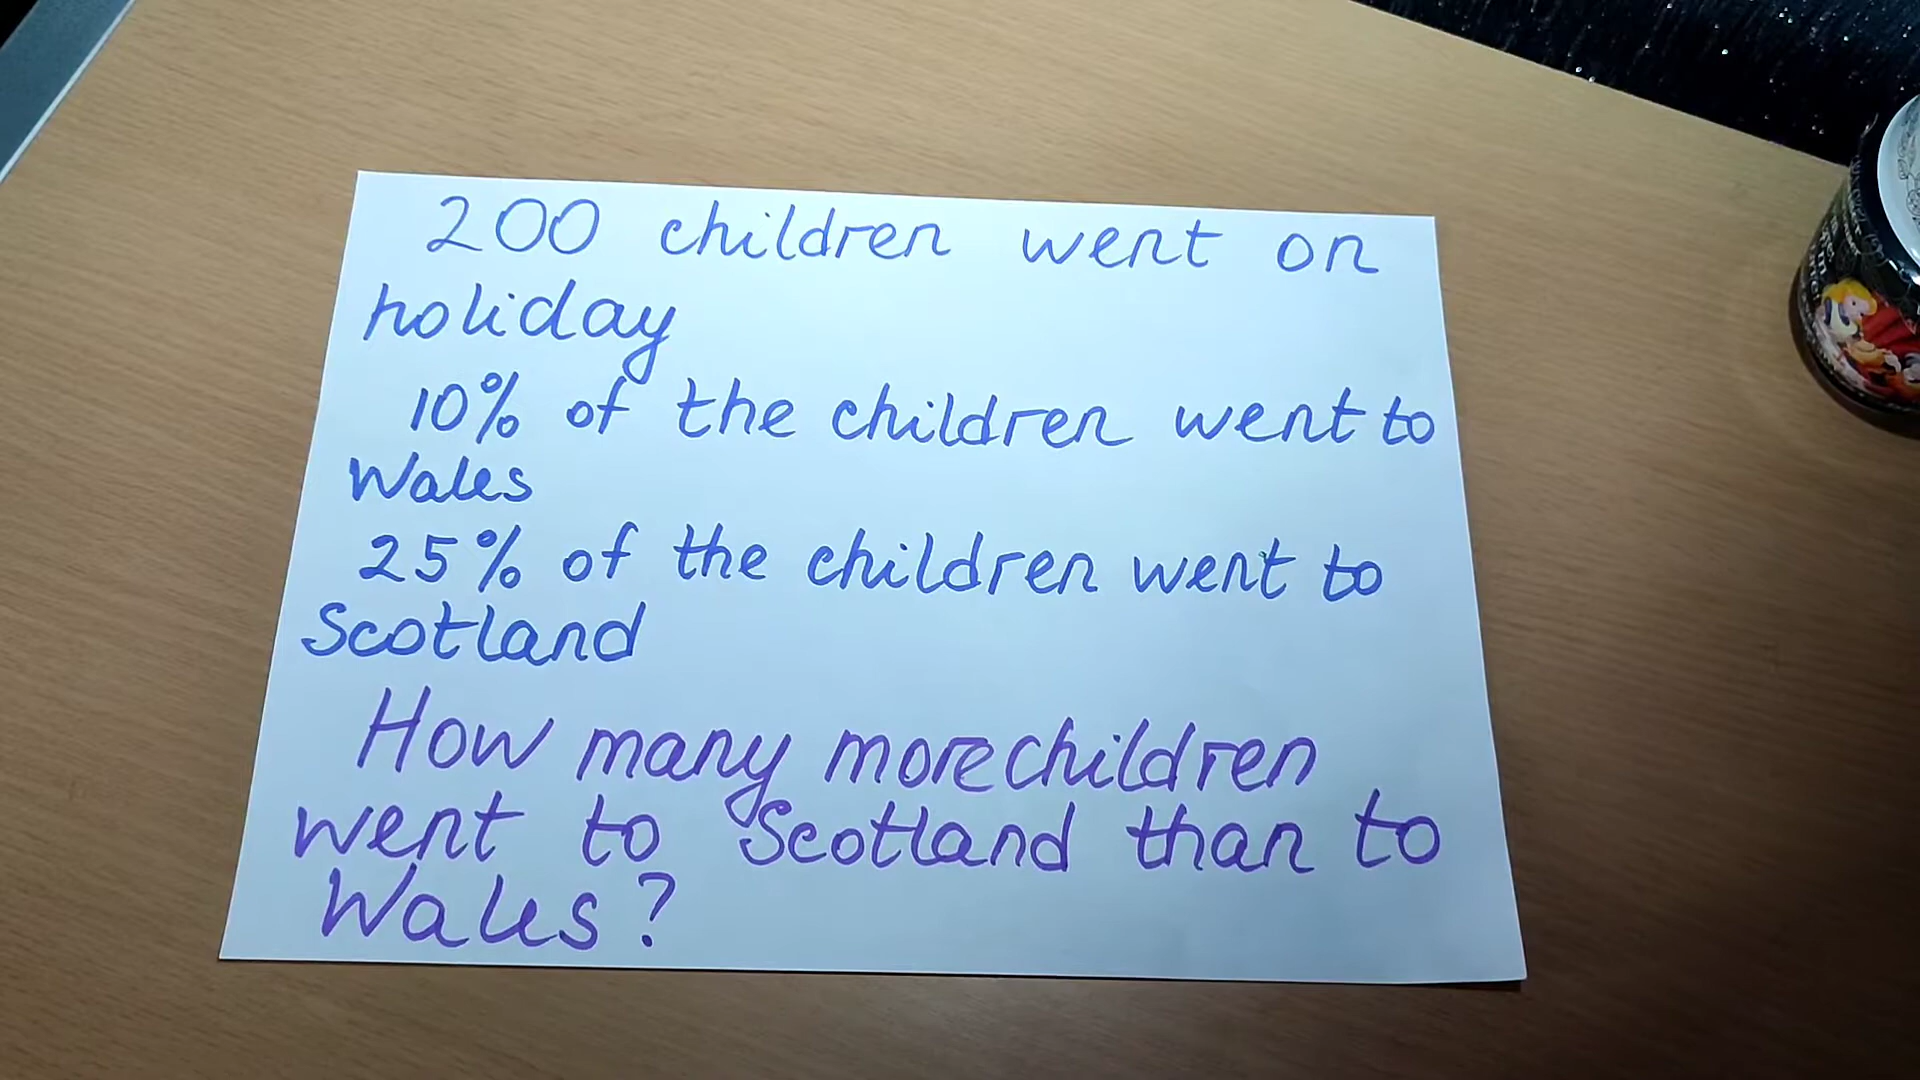 200 children went on
holiday
10% of the children went to
Wales
25% of the children went to
Scotland
How many more children
went to Scotland than to
Wales?